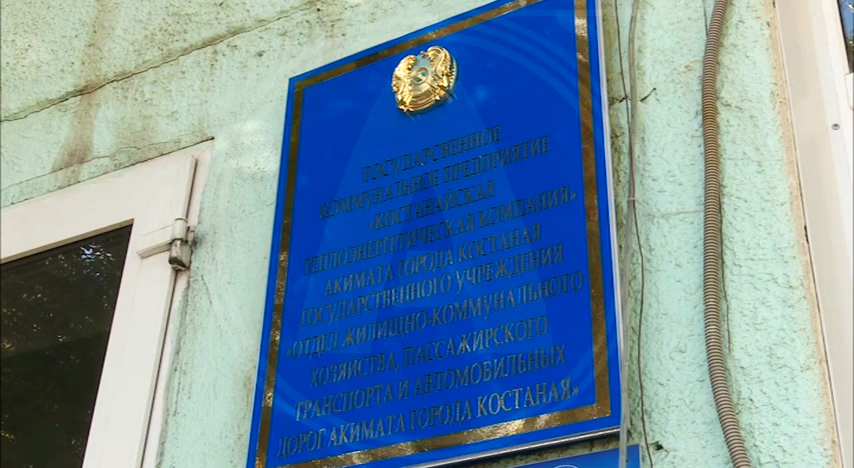 ГОСУДАРСВЕННОЕ
КОММУНАЛЬНОЕ ПРЕДПРИЯТИЕ
«КОСТАНАЙСКАЯ
ТЕПЛОЭНЕРГЕТИЧЕСКАЯ КОМПАНИЯ»
АКИМАТА ГОРОДА КОСТАНАЯ
ГОСУДАРСТВЕННОГО УЧРЕЖДЕНИЯ
«ОТДЕЛ ЖИЛИЩНО-КОММУНАЛЬНОГО
ХОЗЯЙСТВА, ПАССАЖИРСКОГО
ТРАНСПОРТА И АВТОМОБИЛЬНЫХ
ДОРОГ АКИМАТА ГОРОДА КОСТАНАЯ»